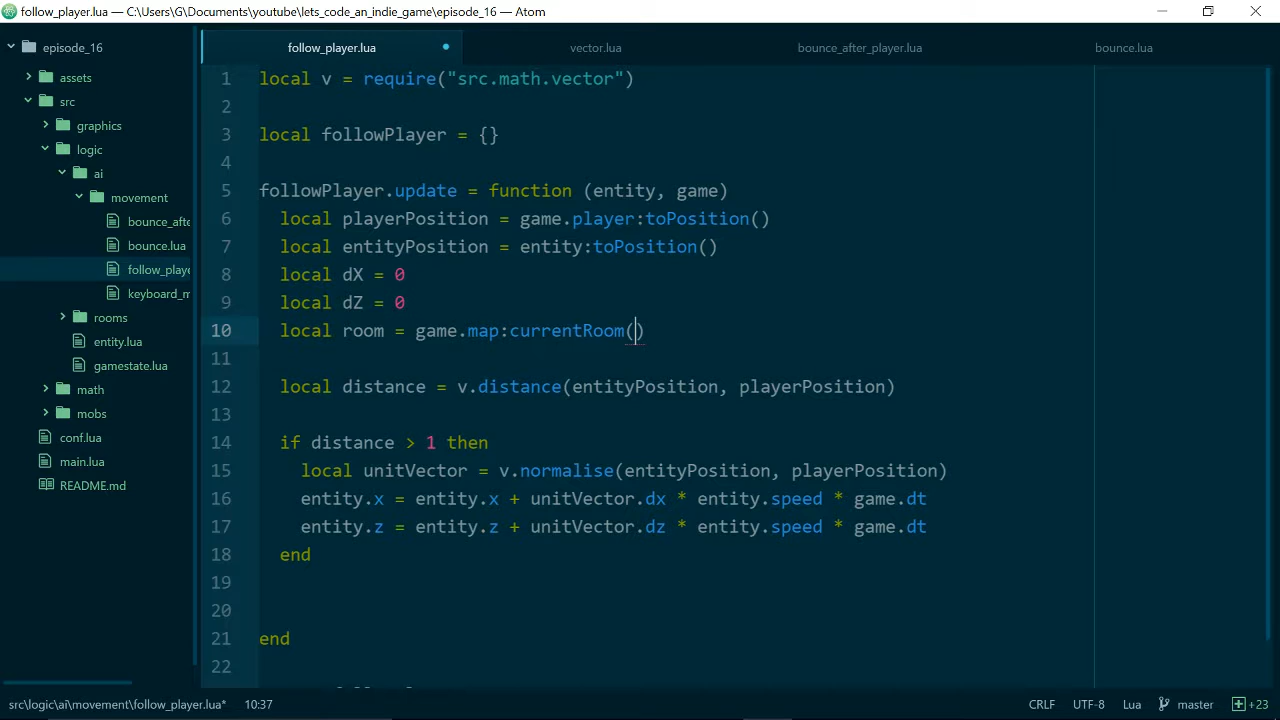 follow_player.lua — C:\Users\G\Documents\youtube\lets_code_an_indie_game\episode_16 — Atom
episode_16
assets
src
graphics
logic
ai
movement
bounce_afte
bounce.lua
follow_playe
keyboard_m
rooms
entity.lua
gamestate.lua
math
mobs
conf.lua
main.lua
README.md
follow_player.lua
vector.lua
bounce_after_player.lua
bounce.lua
1 local v = require("src.math.vector")
2
3 local followPlayer = {}
4
5 followPlayer.update = function (entity, game)
6 local playerPosition = game.player:toPosition()
7 local entityPosition = entity:toPosition()
8 local dX = 0
9 local dZ = 0
10 local room = game.map:currentRoom()
11
12 local distance = v.distance(entityPosition, playerPosition)
13
14 if distance > 1 then
15 local unitVector = v.normalise(entityPosition, playerPosition)
16 entity.x = entity.x + unitVector.dx * entity.speed * game.dt
17 entity.z = entity.z + unitVector.dz * entity.speed * game.dt
18 end
19
20
21 end
22
src\logic\ai\movement\follow_player.lua* 10:37 CRLF UTF-8 Lua master +23